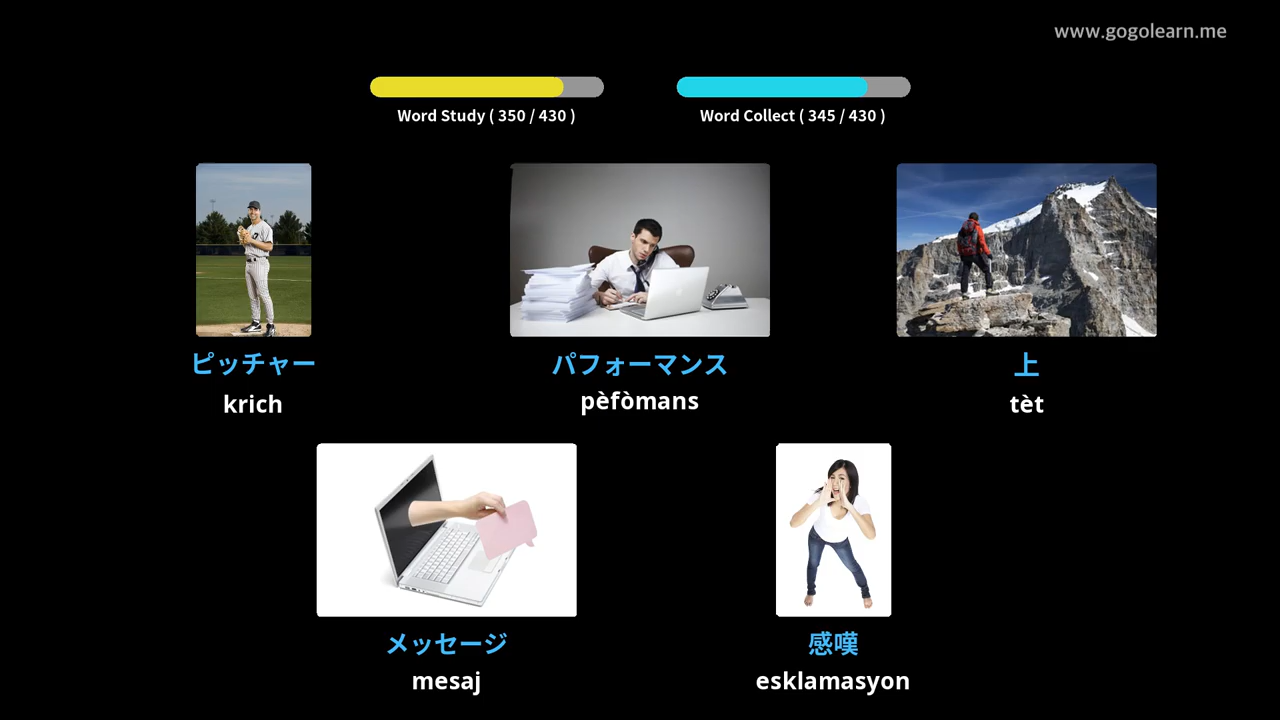 www.gogolearn.me
Word Study ( 350 / 430 )
Word Collect ( 345 / 430 )
ピッチャー
krich
パフォーマンス
pèfòmans
上
tèt
メッセージ
mesaj
感嘆
esklamasyon